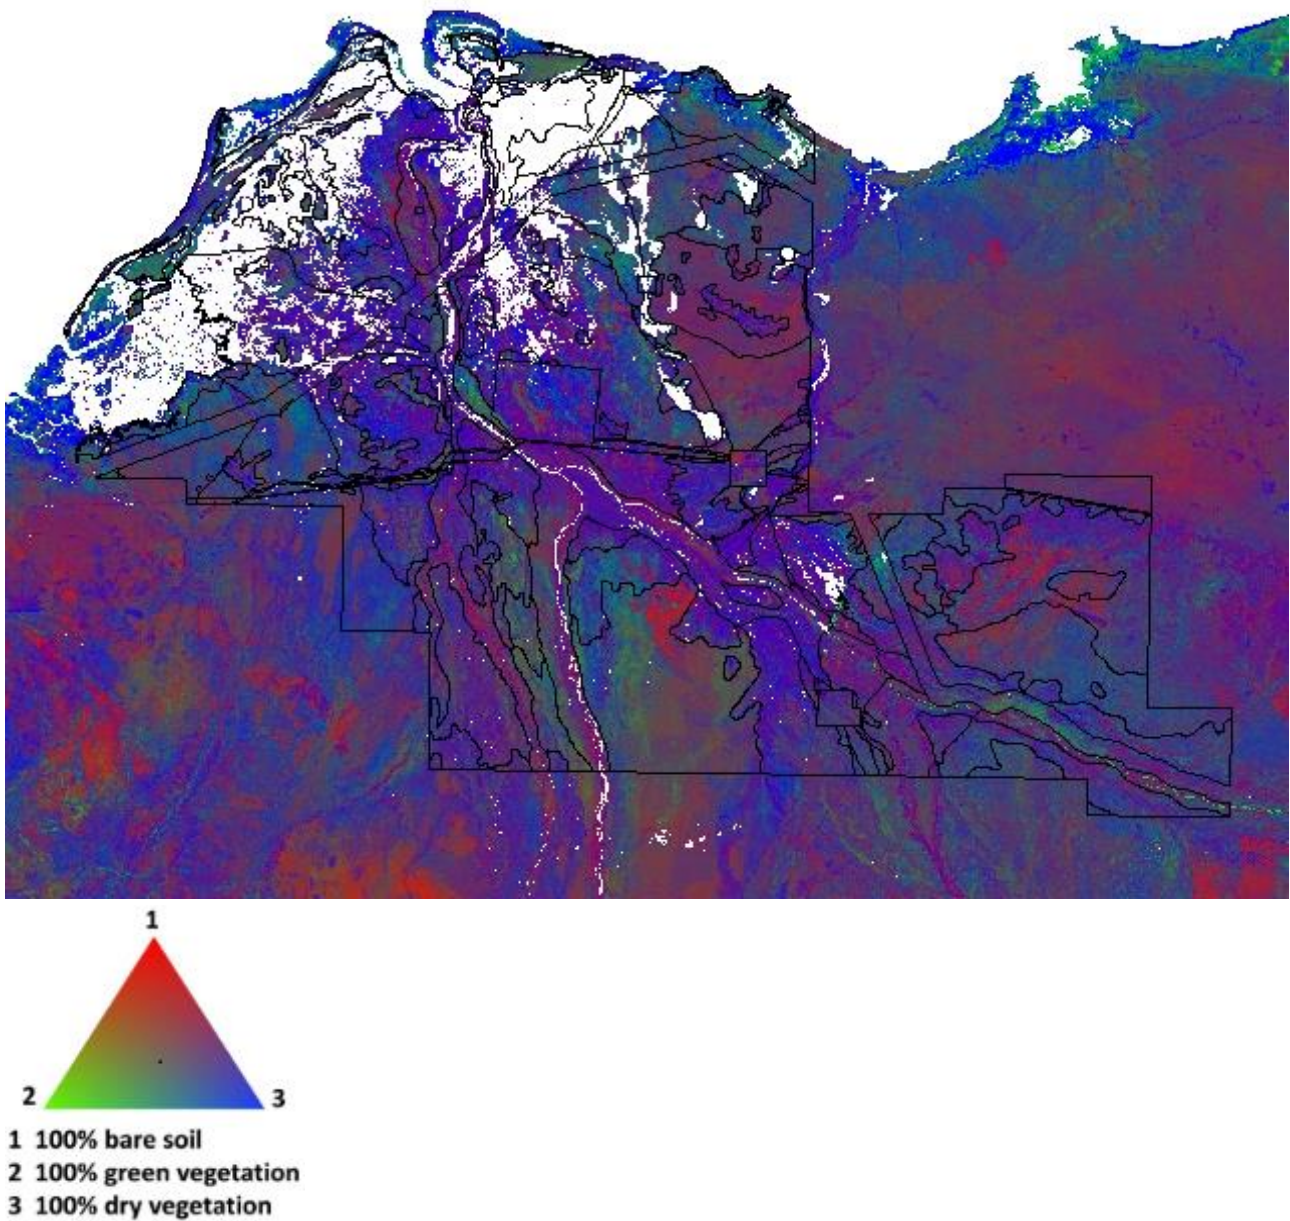 1
2
3
1 100% bare soil
2 100% green vegetation
3 100% dry vegetation